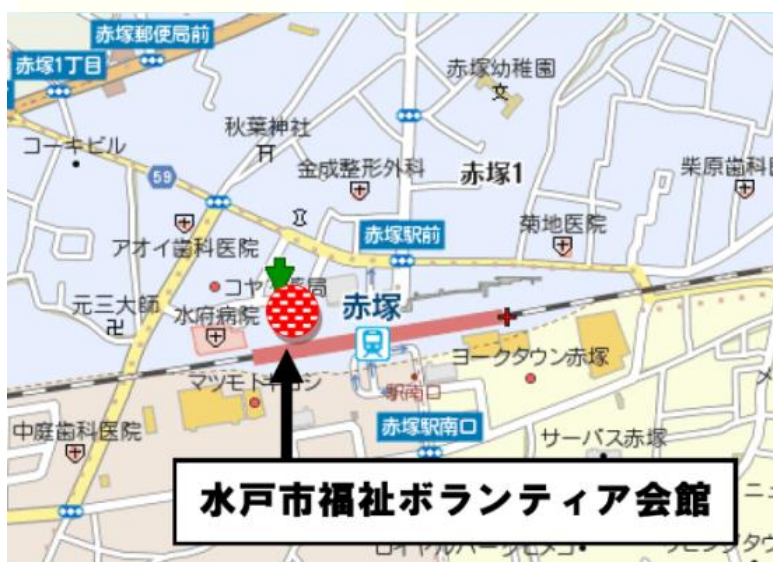 赤塚郵便局前
赤塚1丁目
赤塚幼稚園
コーキビル
秋葉神社
金成整形外科
赤塚1
柴原歯科医
59
アオイ歯科医院
赤塚駅前
菊地医院
元三大師
水府病院
赤塚
マツモトキヨシ
ヨークタウン赤塚
駅南口
中庭歯科医院
赤塚駅南口
サーパス赤塚
水戸市福祉ボランティア会館